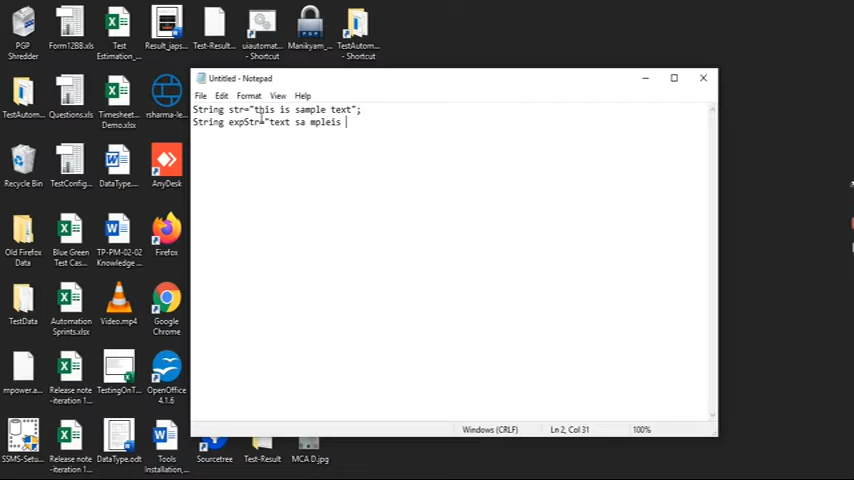 PGP Shredder
Form12BB.xls
Test Estimation_...
Result_japs...
Test-Result...
uiautomat... - Shortcut
Manikyam_...
TestAutom... - Shortcut
Untitled - Notepad
File Edit Format View Help
String str="this is sample text";
String expStr="text sa mpleis
TestAutom...
Questions.xls
Timesheet... Demo.xlsx
rsharma-le...
Recycle Bin
TestConfig...
DataType...
AnyDesk
Old Firefox Data
Blue Green Test Cas...
TP-PM-02-02 Knowledge ...
Firefox
TestData
Automation Sprints.xlsx
Video.mp4
Google Chrome
mpower.a...
Release note -iteration 1...
TestingOnT...
OpenOffice 4.1.6
Windows (CRLF) Ln 2, Col 31 100%
SSMS-Setu...
Release note -iteration 1...
DataType.odt
Tools Installation,...
Sourcetree
Test-Result
MCA D.jpg